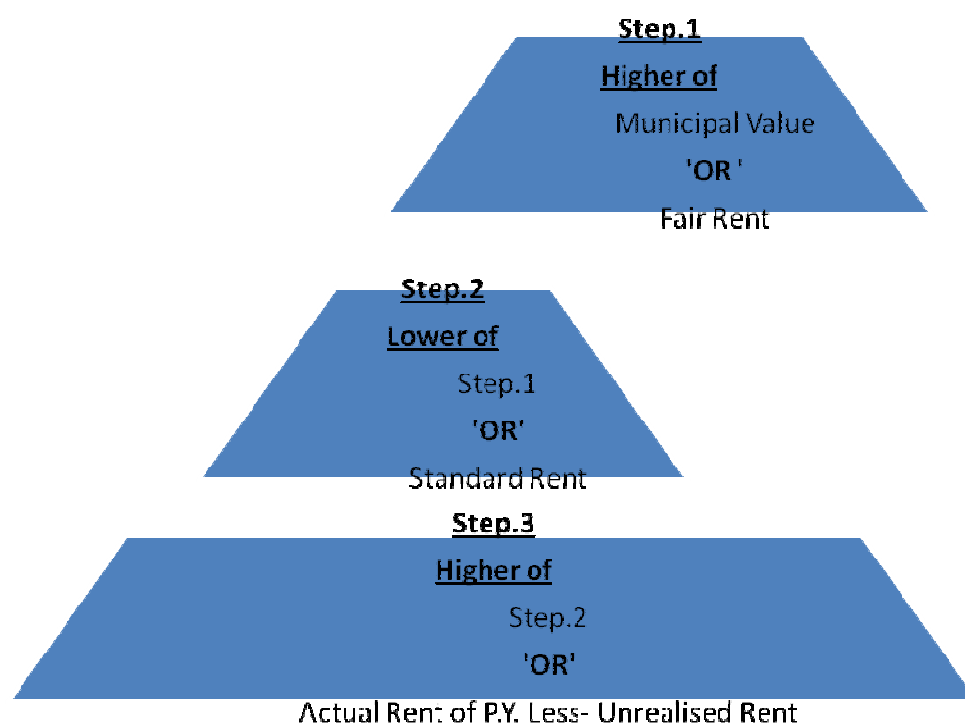 Step.1
Higher of
Municipal Value
'OR '
Fair Rent
Step.2
Lower of
Step.1
'OR'
Standard Rent
Step.3
Higher of
Step.2
'OR'
Actual Rent of P.Y. Less- Unrealised Rent